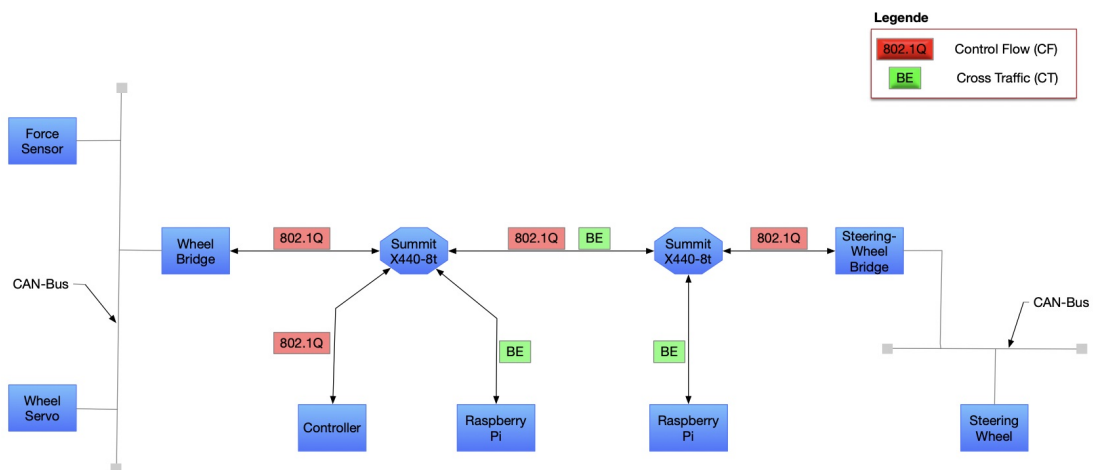 Legende
802.1Q Control Flow (CF)
BE Cross Traffic (CT)
Force
Sensor
Wheel
Bridge
802.1Q
Summit
X440-8t
802.1Q
BE
Summit
X440-8t
802.1Q
Steering-
Wheel
Bridge
CAN-Bus
CAN-Bus
802.1Q
BE
BE
Wheel
Servo
Controller
Raspberry
Pi
Raspberry
Pi
Steering
Wheel